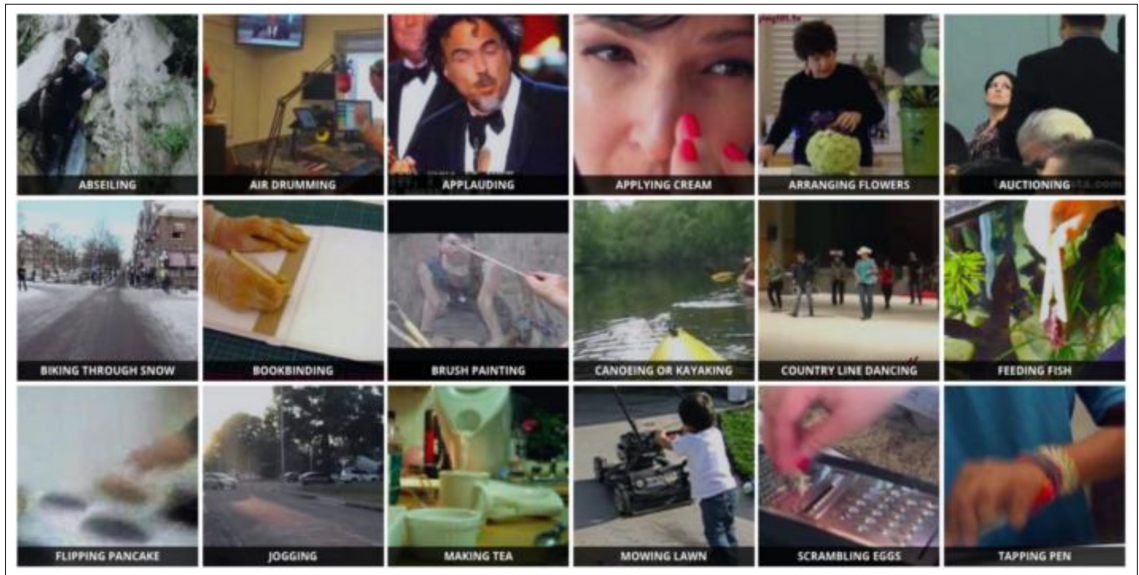 ABSEILING
AIR DRUMMING
APPLAUDING
APPLYING CREAM
ARRANGING FLOWERS
AUCTIONING
BIKING THROUGH SNOW
BOOKBINDING
BRUSH PAINTING
CANOEING OR KAYAKING
COUNTRY LINE DANCING
FEEDING FISH
FLIPPING PANCAKE
JOGGING
MAKING TEA
MOWING LAWN
SCRAMBLING EGGS
TAPPING PEN